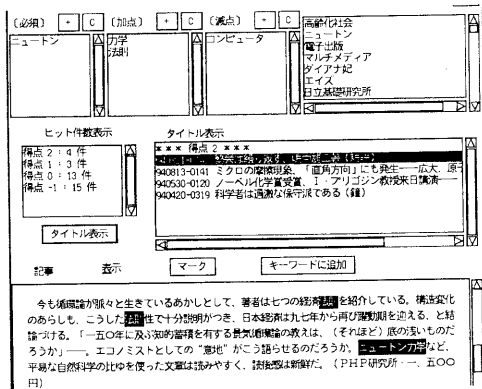 〔必須〕 + C 〔加点〕 + C 〔減点〕 + C
ニュートン
力学
法則
コンピュータ
高齢化社会
ニュートン
電子出版
マルチメディア
ダイアナ妃
エイズ
日立基礎研究所
ヒット件数表示
得点 2 : 4 件
得点 1 : 3 件
得点 0 : 13 件
得点 -1 : 15 件
タイトル表示
タイトル表示
* * * 得点 2 * * *
940813-0141 ミクロの摩擦現象、「直角方向」にも発生──広大、原子
940530-0120 ノーベル化学賞受賞、I・プリゴジン教授来日講演──
940420-0319 科学者は過激な保守派である(鐘)
記事 表示 マーク キーワードに追加
今も循環論が脈々と生きているあかしとして、著者は七つの経済法則を紹介している。構造変化
のあらしも、こうした法則性で十分説明がつき、日本経済は九七年から再び躍動期を迎える、と結
論づける。「一五〇年に及ぶ知的蓄積を有する景気循環論の教えは、(それほど)底の浅いものだ
ろうか」──。エコノミストとしての“意地”がこう語らせるのだろうか。ニュートン力学など、
平易な自然科学の比ゆを使った文章は読みやすく、読後感は新鮮だ。(PHP研究所・一、五〇〇
円)